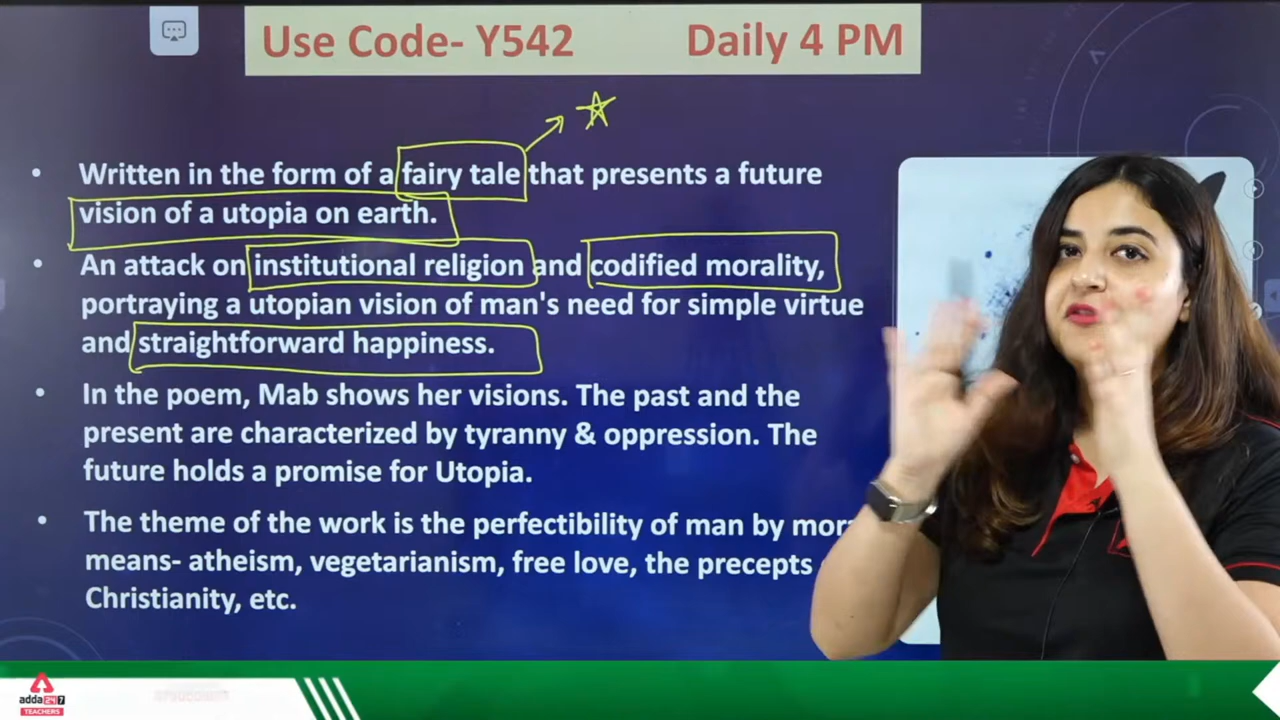 Use Code- Y542 Daily 4 PM
• Written in the form of a fairy tale that presents a future
vision of a utopia on earth.
• An attack on institutional religion and codified morality,
portraying a utopian vision of man's need for simple virtue
and straightforward happiness.
• In the poem, Mab shows her visions. The past and the
present are characterized by tyranny & oppression. The
future holds a promise for Utopia.
• The theme of the work is the perfectibility of man by
means- atheism, vegetarianism, free love, the precepts
Christianity, etc.
adda247
TEACHERS